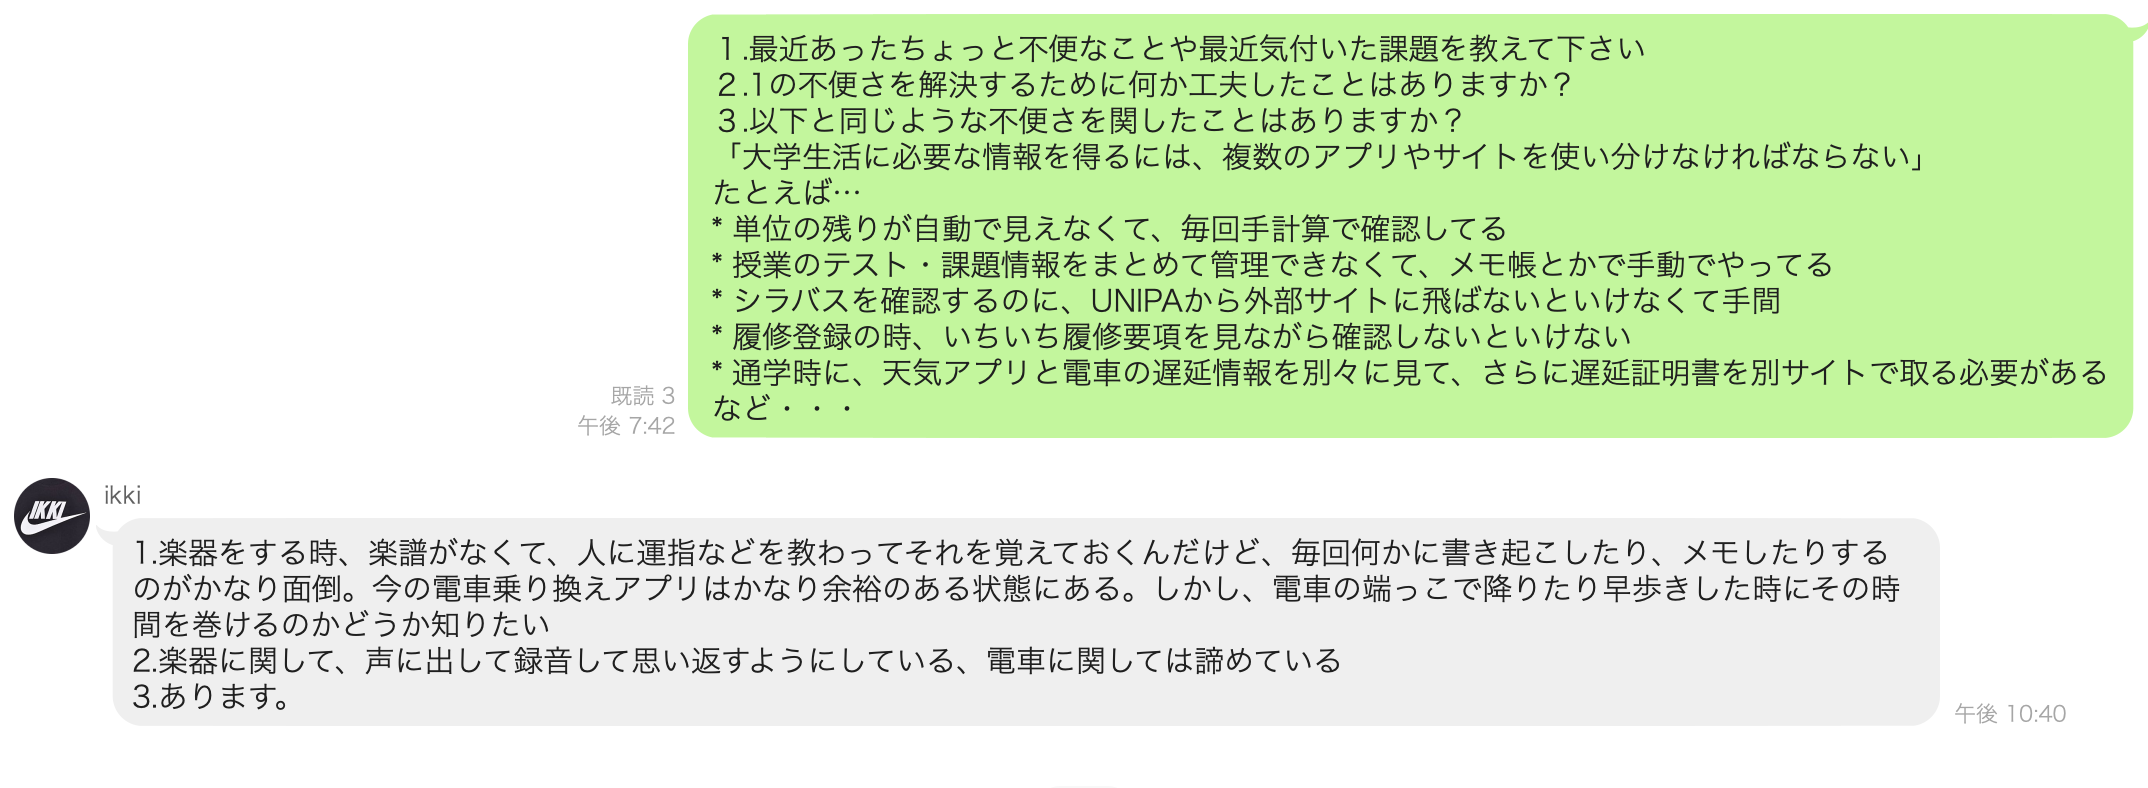 １.最近あったちょっと不便なことや最近気付いた課題を教えて下さい
２.1の不便さを解決するために何か工夫したことはありますか？
３.以下と同じような不便さを関したことはありますか？
「大学生活に必要な情報を得るには、複数のアプリやサイトを使い分けなければならない」
たとえば…
* 単位の残りが自動で見えなくて、毎回手計算で確認してる
* 授業のテスト・課題情報をまとめて管理できなくて、メモ帳とかで手動でやってる
* シラバスを確認するのに、UNIPAから外部サイトに飛ばないといけなくて手間
* 履修登録の時、いちいち履修要項を見ながら確認しないといけない
* 通学時に、天気アプリと電車の遅延情報を別々に見て、さらに遅延証明書を別サイトで取る必要がある
など・・・
既読 3
午後 7:42
IKKI
ikki
1.楽器をする時、楽譜がなくて、人に運指などを教わってそれを覚えておくんだけど、毎回何かに書き起こしたり、メモしたりする
のがかなり面倒。今の電車乗り換えアプリはかなり余裕のある状態にある。しかし、電車の端っこで降りたり早歩きした時にその時
間を巻けるのかどうか知りたい
2.楽器に関して、声に出して録音して思い返すようにしている、電車に関しては諦めている
3.あります。
午後 10:40